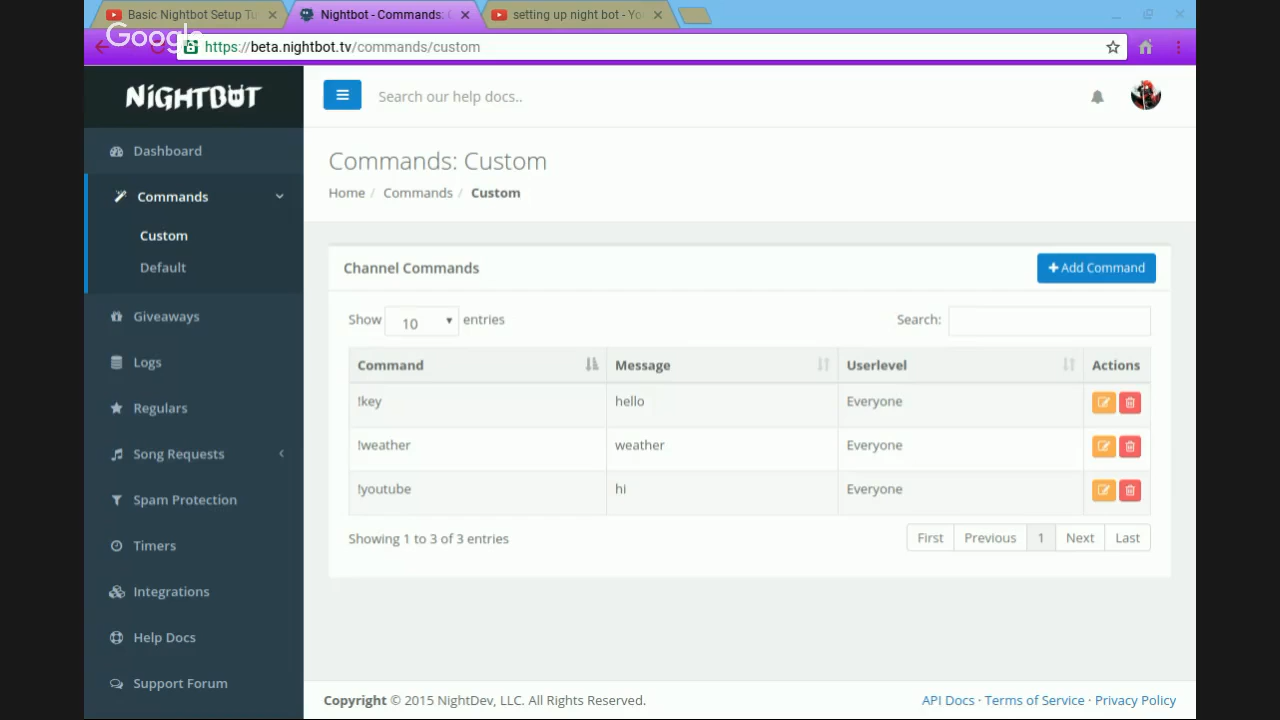 Basic Nightbot Setup Tu
Nightbot - Commands: C
setting up night bot - Yo
Google
https://beta.nightbot.tv/commands/custom
NIGHTBOT
Search our help docs..
Dashboard
Commands
Custom
Default
Giveaways
Logs
Regulars
Song Requests
Spam Protection
Timers
Integrations
Help Docs
Support Forum
Commands: Custom
Home / Commands / Custom
Channel Commands
Add Command
Show 10 entries
Search:
Command Message Userlevel Actions
!key hello Everyone
!weather weather Everyone
!youtube hi Everyone
Showing 1 to 3 of 3 entries
First Previous 1 Next Last
Copyright © 2015 NightDev, LLC. All Rights Reserved.
API Docs · Terms of Service · Privacy Policy